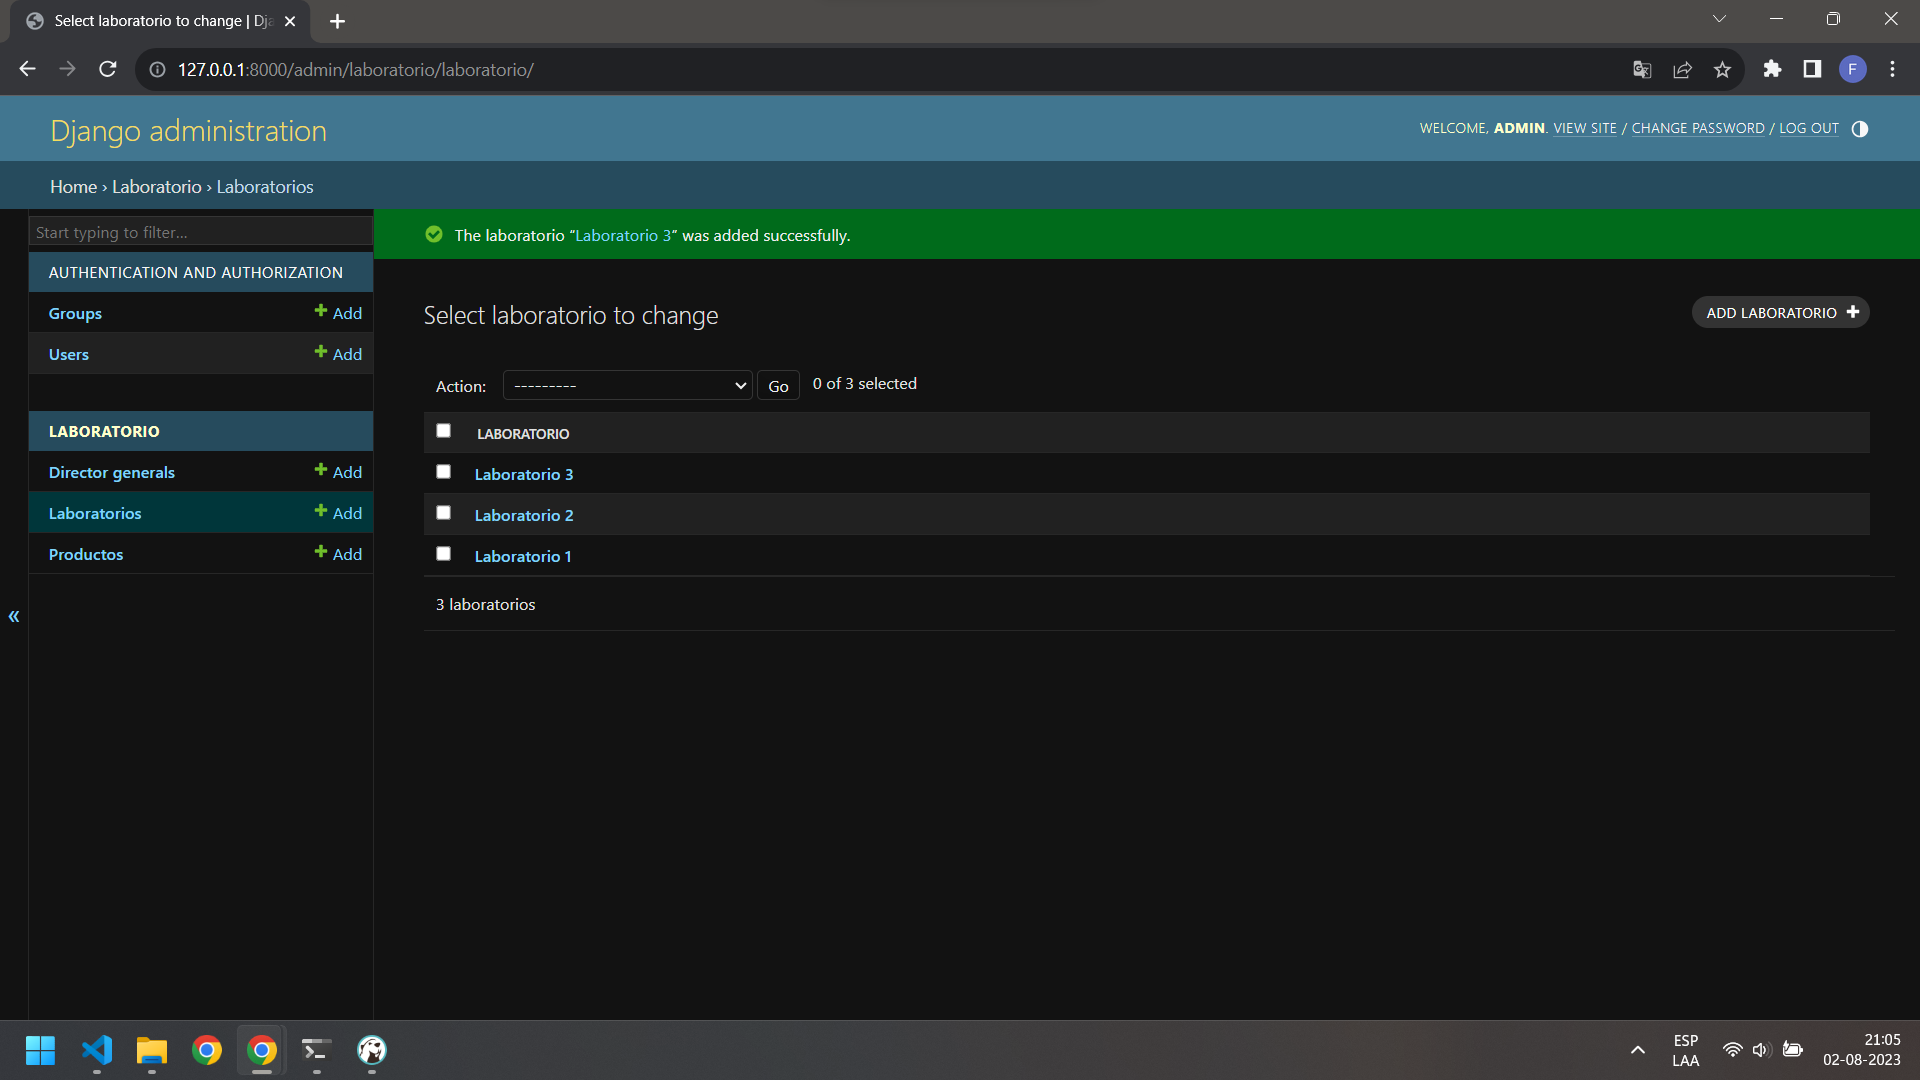 Select laboratorio to change | Dja
127.0.0.1:8000/admin/laboratorio/laboratorio/
F
Django administration
WELCOME, ADMIN. VIEW SITE / CHANGE PASSWORD / LOG OUT
Home › Laboratorio › Laboratorios
Start typing to filter...
AUTHENTICATION AND AUTHORIZATION
Groups Add
Users Add
LABORATORIO
Director generals Add
Laboratorios Add
Productos Add
«
The laboratorio “Laboratorio 3” was added successfully.
Select laboratorio to change
ADD LABORATORIO
Action: --------- Go 0 of 3 selected
LABORATORIO
Laboratorio 3
Laboratorio 2
Laboratorio 1
3 laboratorios
ESP
LAA
21:05
02-08-2023